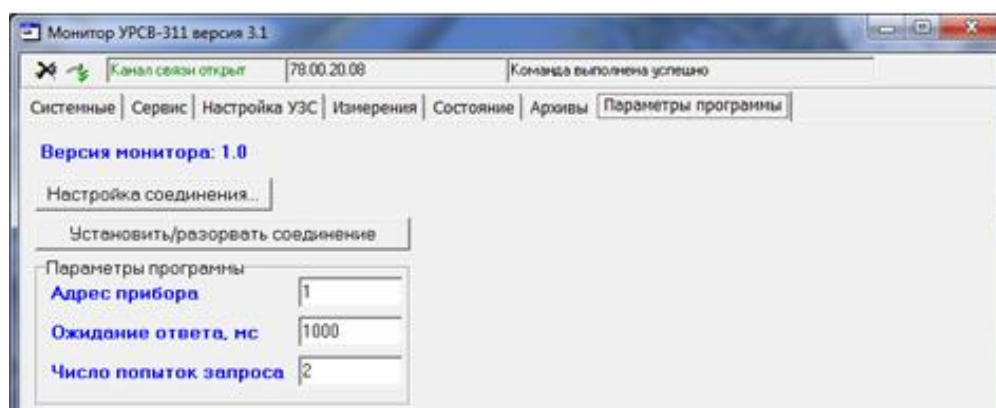 Монитор УРСВ-311 версия 3.1
Канал связи открыт 78.00.20.08 Команда выполнена успешно
Системные Сервис Настройка УЗС Измерения Состояние Архивы Параметры программы
Версия монитора: 1.0
Настройка соединения...
Установить/разорвать соединение
Параметры программы
Адрес прибора 1
Ожидание ответа, мс 1000
Число попыток запроса 2